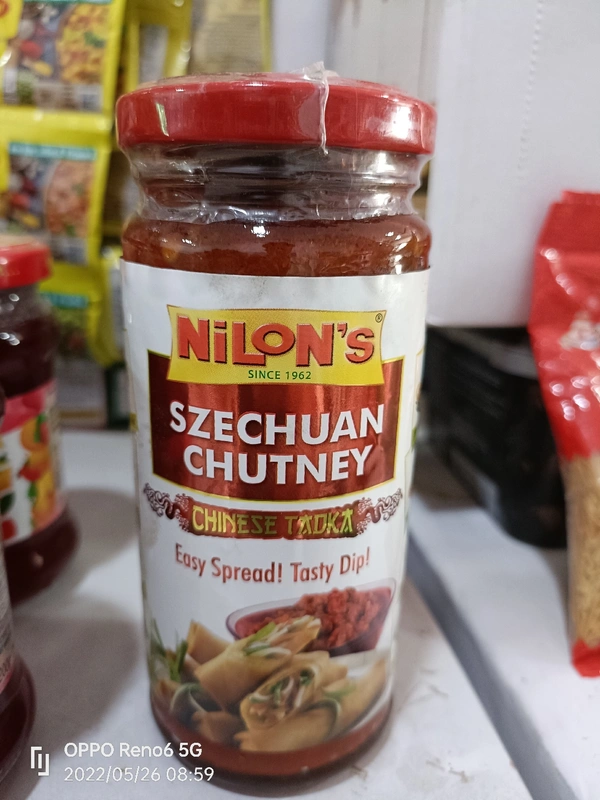 NiLON'S®
SINCE 1962
SZECHUAN
CHUTNEY
CHINESE TADKA
Easy Spread! Tasty Dip!
OPPO Reno6 5G
2022/05/26 08:59